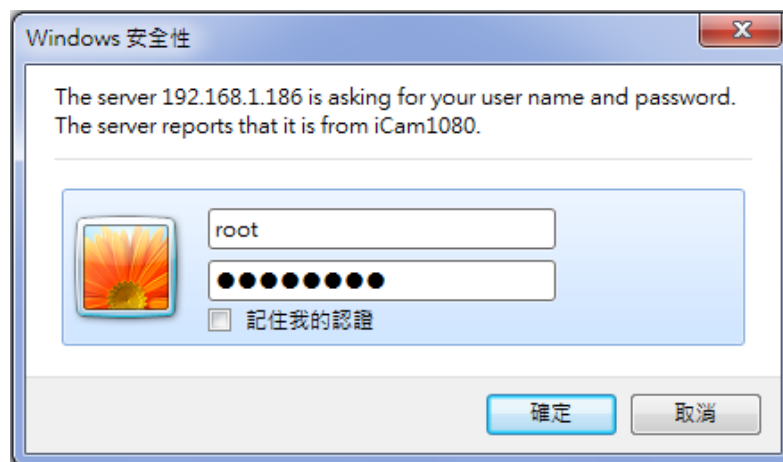 Windows 安全性
The server 192.168.1.186 is asking for your user name and password.
The server reports that it is from iCam1080.
root
●●●●●●●●
記住我的認證
確定
取消